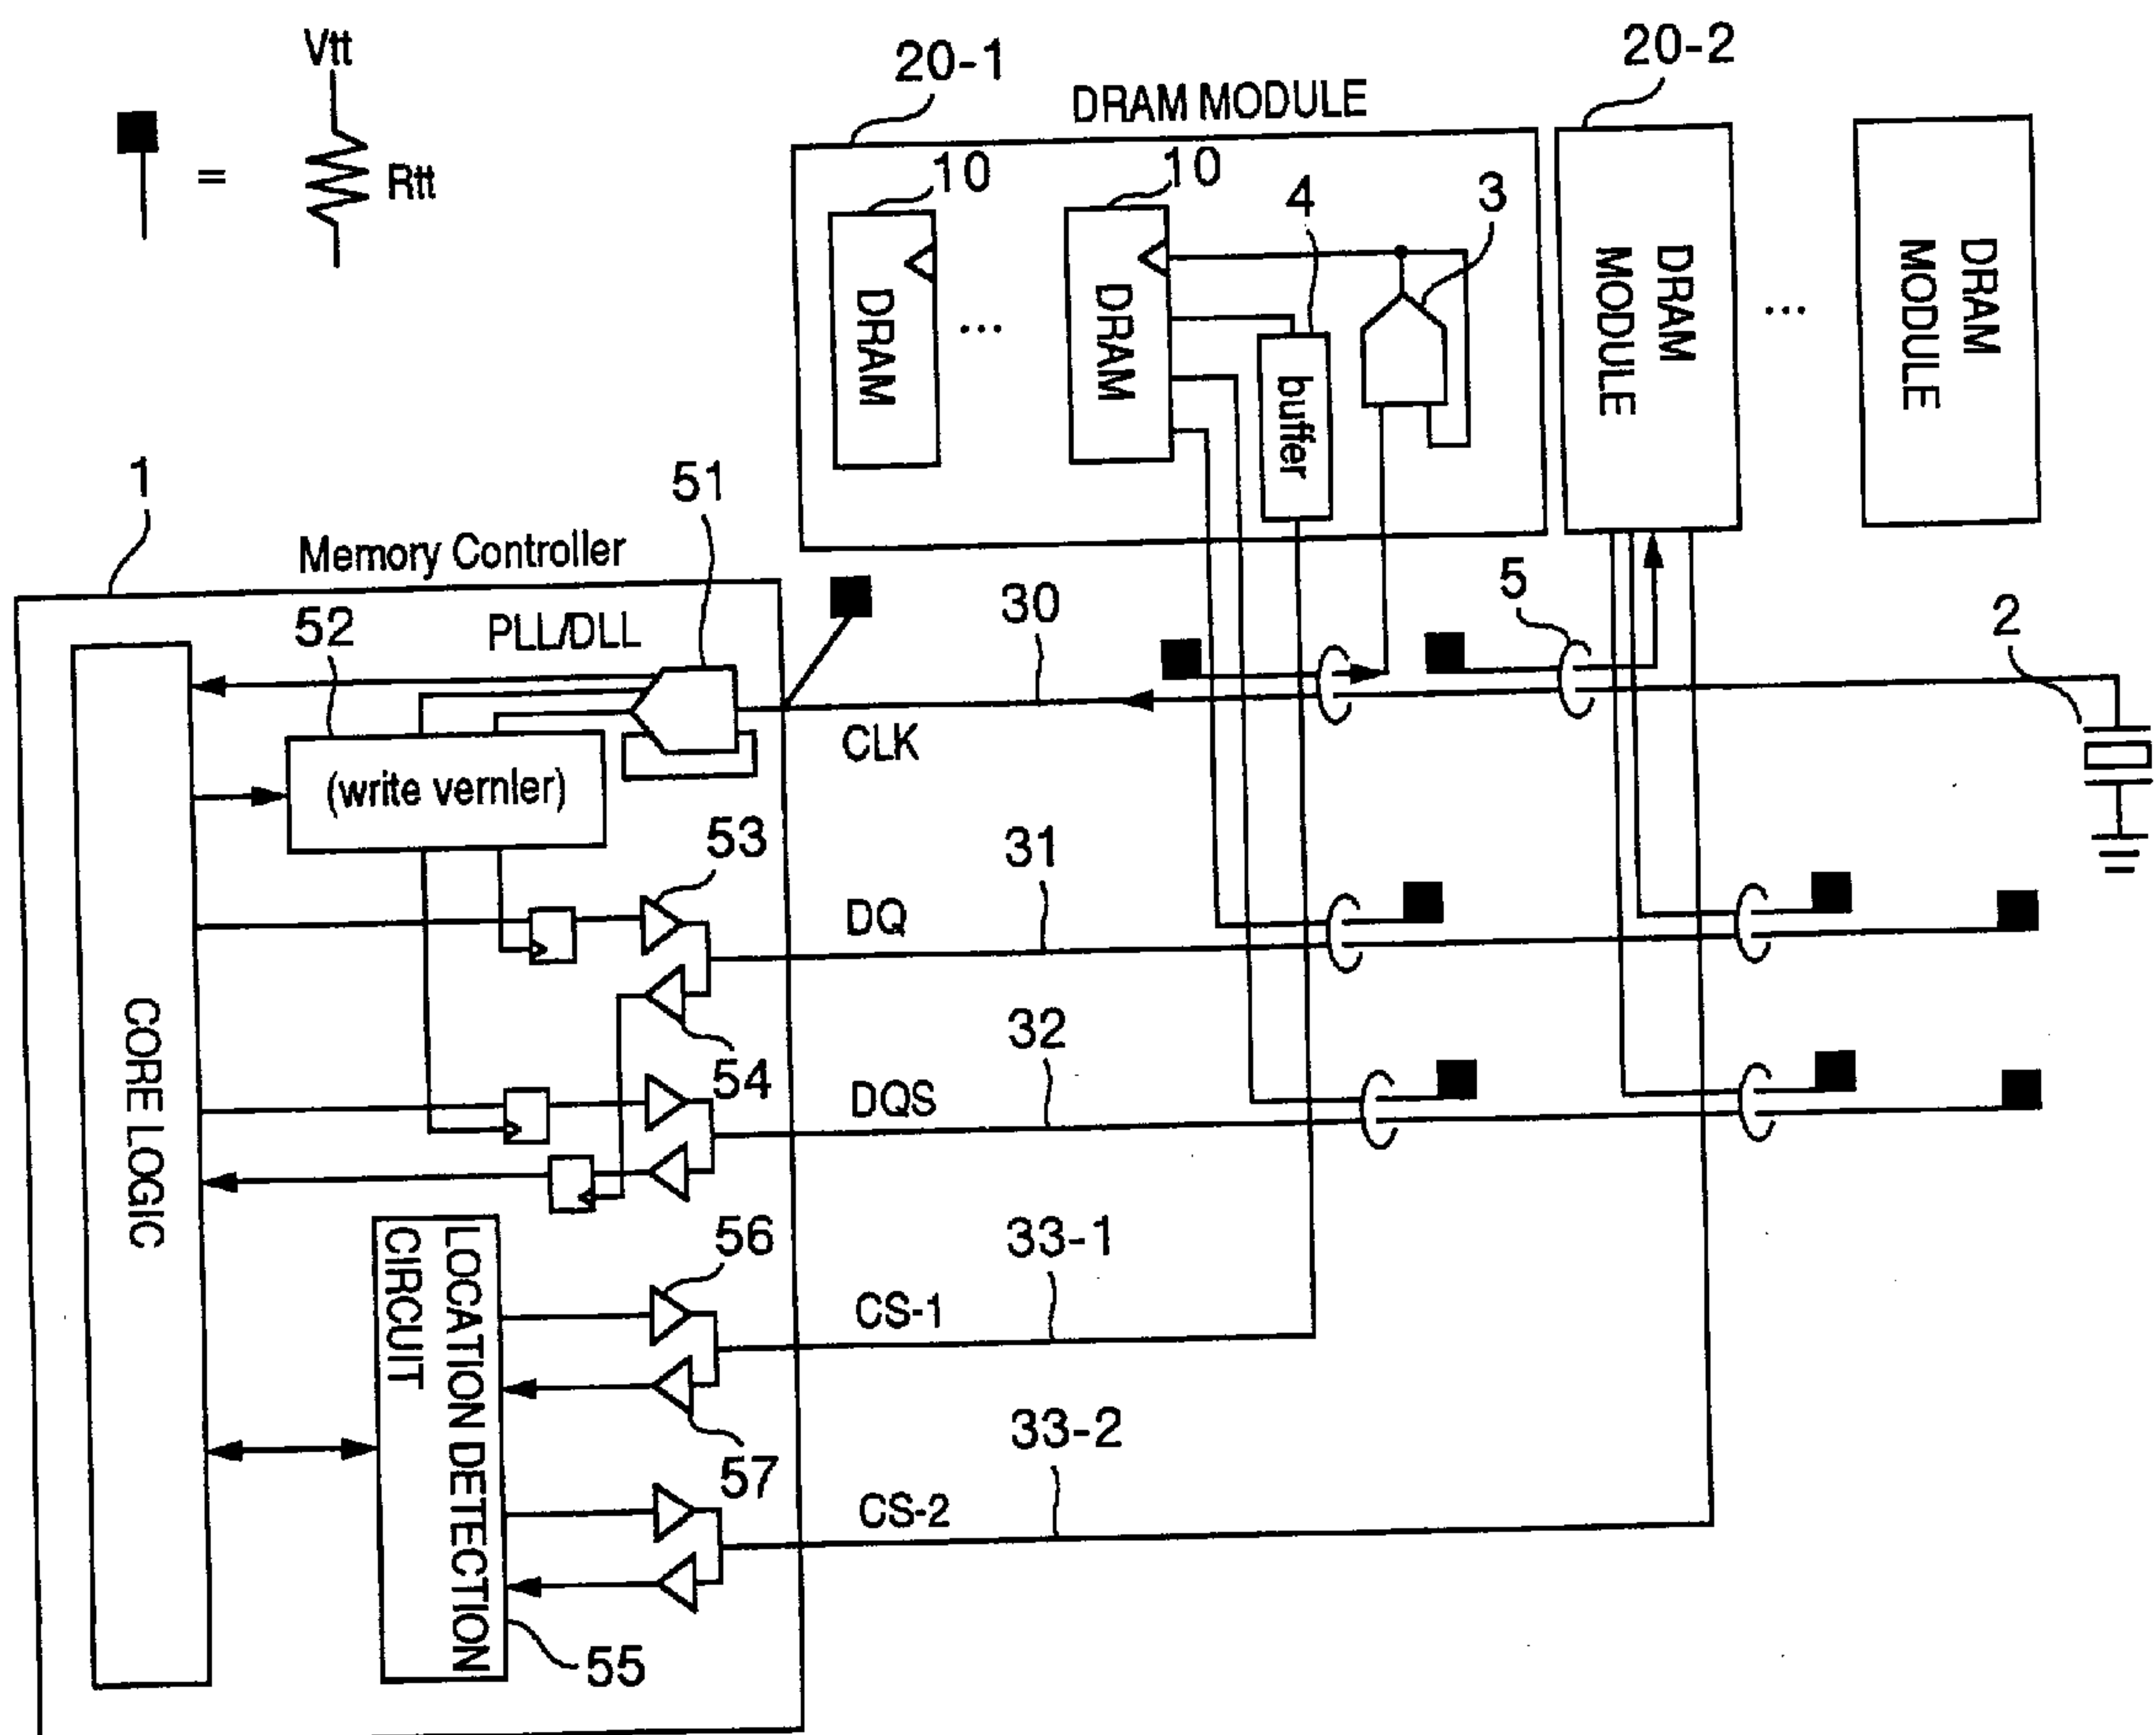 Vtt
=
Rtt
20-1
DRAM MODULE
20-2
10
10
4
3
DRAM
...
DRAM
buffer
DRAM
MODULE
...
DRAM
MODULE
1
Memory Controller
51
52
PLL/DLL
30
5
2
CLK
(write vernier)
53
31
DQ
54
32
DQS
CORE LOGIC
56
33-1
CS-1
LOCATION DETECTION
CIRCUIT
57
33-2
CS-2
55